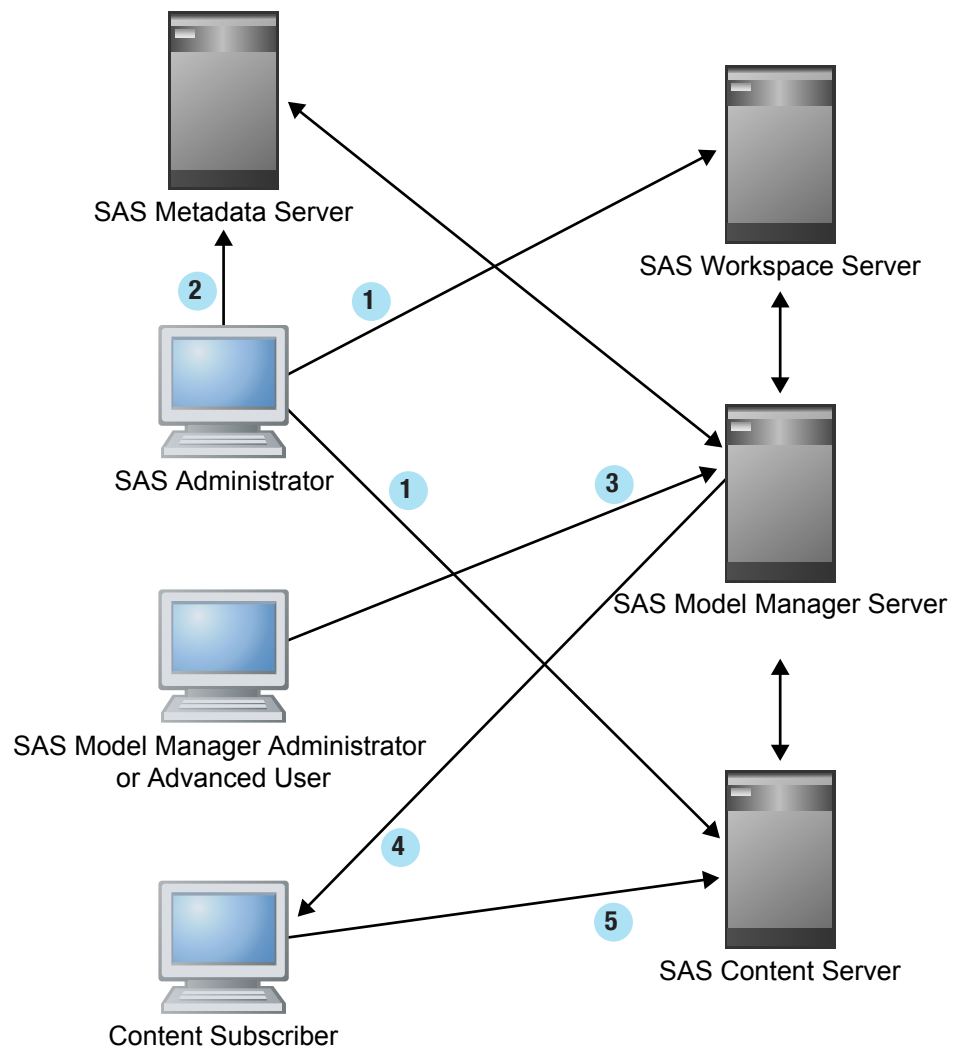 SAS Metadata Server
SAS Workspace Server
2
1
SAS Administrator
1
3
SAS Model Manager Server
SAS Model Manager Administrator
or Advanced User
4
5
SAS Content Server
Content Subscriber